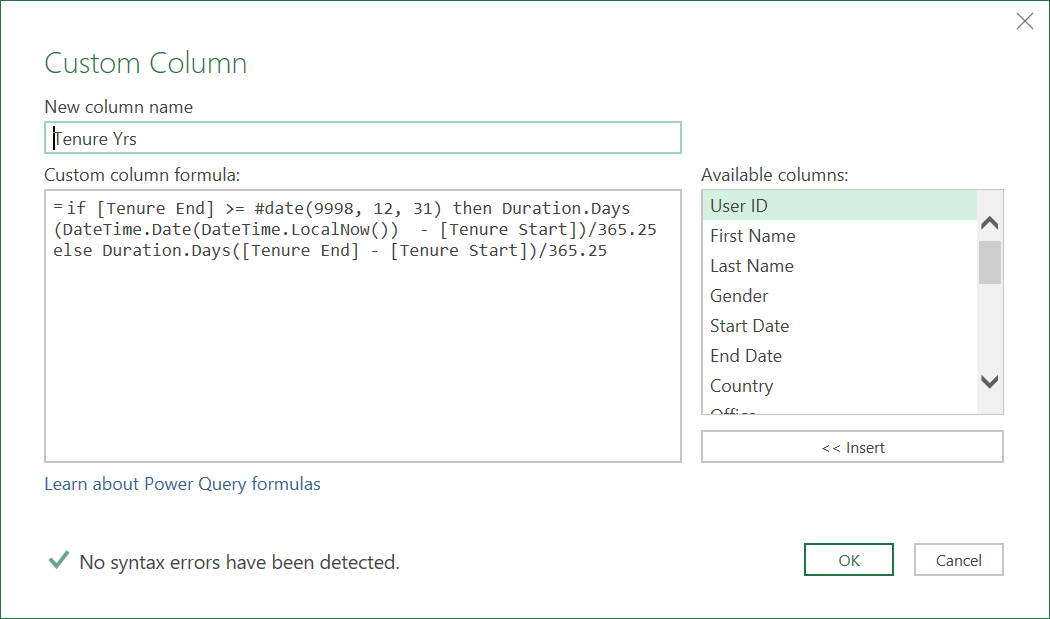 Custom Column
New column name
Tenure Yrs
Custom column formula:
=if [Tenure End] >= #date(9998, 12, 31) then Duration.Days
(DateTime.Date(DateTime.LocalNow())  - [Tenure Start])/365.25
else Duration.Days([Tenure End] - [Tenure Start])/365.25
Available columns:
User ID
First Name
Last Name
Gender
Start Date
End Date
Country
Office
<< Insert
Learn about Power Query formulas
No syntax errors have been detected.
OK
Cancel